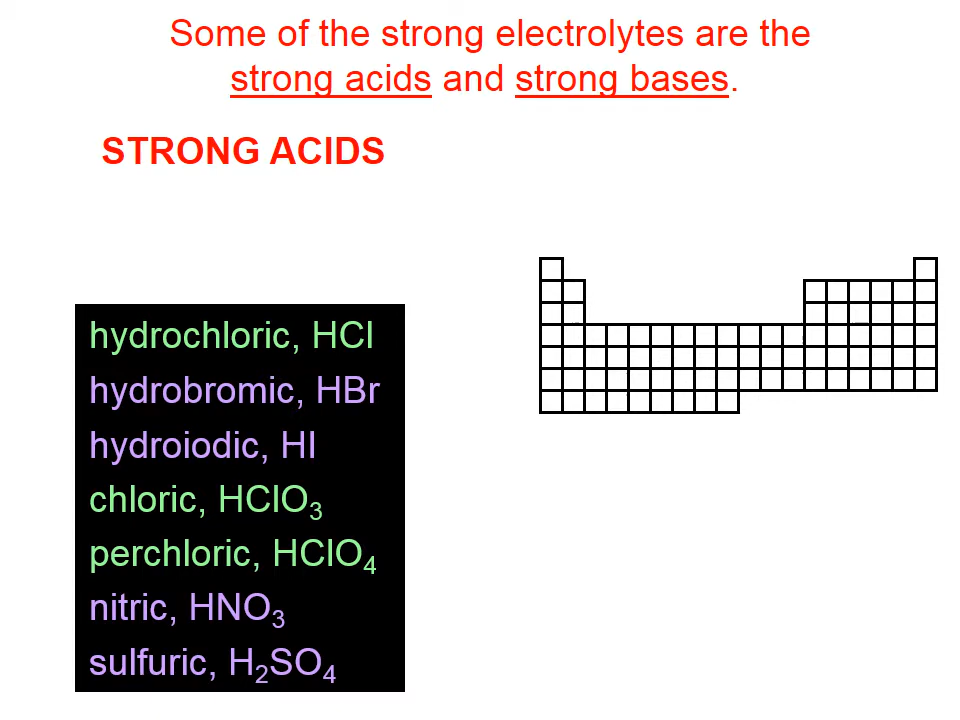 Some of the strong electrolytes are the
strong acids and strong bases.
STRONG ACIDS
hydrochloric, HCl
hydrobromic, HBr
hydroiodic, HI
chloric, HClO₃
perchloric, HClO₄
nitric, HNO₃
sulfuric, H₂SO₄